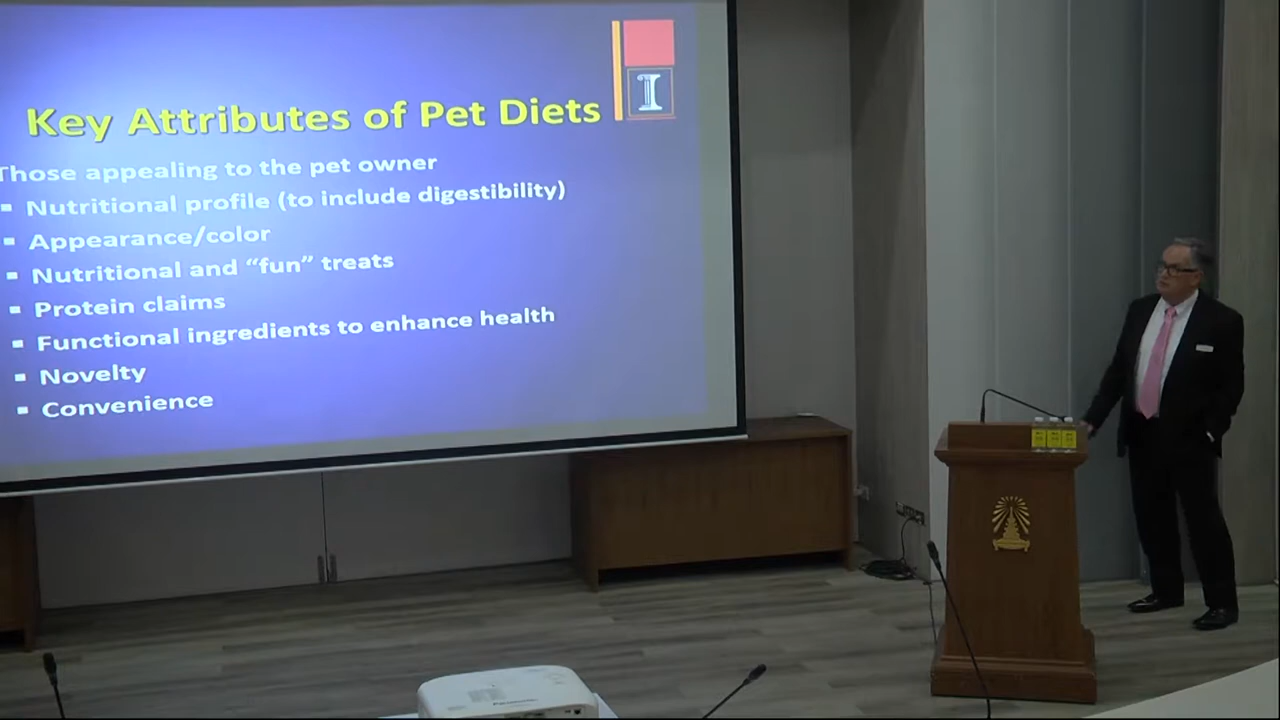 Key Attributes of Pet Diets
Those appealing to the pet owner
▪ Nutritional profile (to include digestibility)
▪ Appearance/color
▪ Nutritional and “fun” treats
▪ Protein claims
▪ Functional ingredients to enhance health
▪ Novelty
▪ Convenience
I
Panasonic